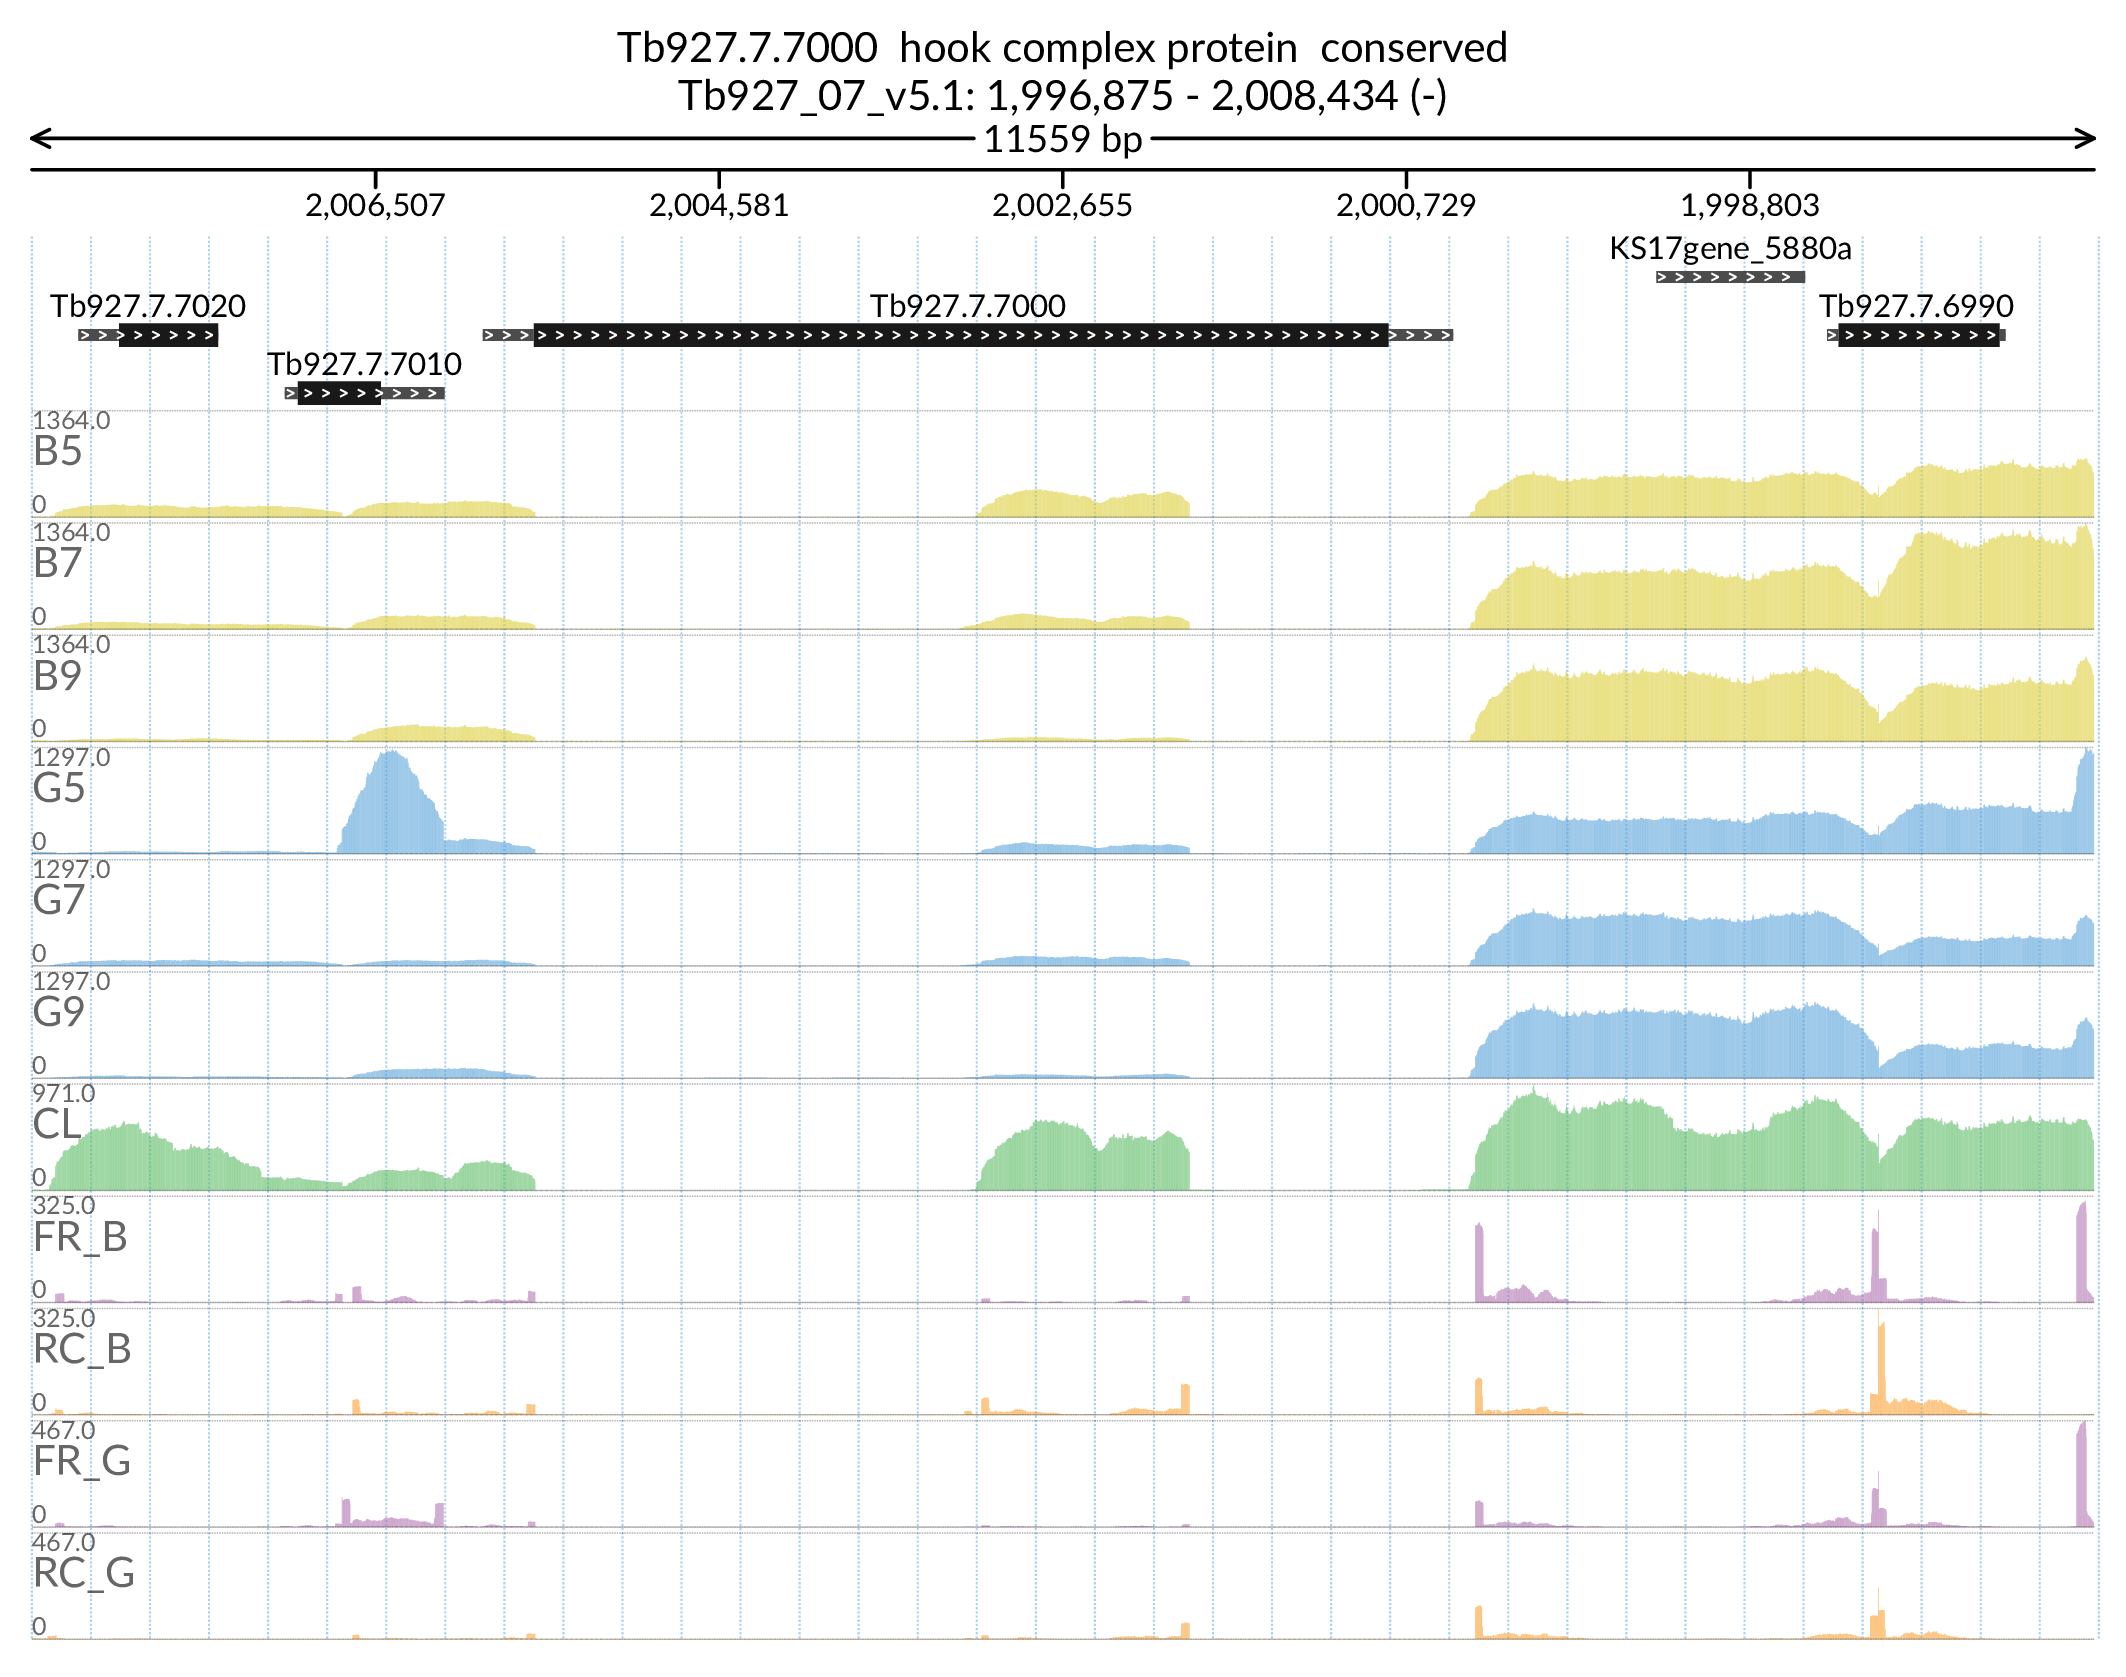 Tb927.7.7000 hook complex protein conserved
Tb927_07_v5.1: 1,996,875 - 2,008,434 (-)
11559 bp
2,006,507 2,004,581 2,002,655 2,000,729 1,998,803
KS17gene_5880a
Tb927.7.7020 Tb927.7.7000 Tb927.7.6990
Tb927.7.7010
1364.0
B5
0
1364.0
B7
0
1364.0
B9
0
1297.0
G5
0
1297.0
G7
0
1297.0
G9
0
971.0
CL
0
325.0
FR_B
0
325.0
RC_B
0
467.0
FR_G
0
467.0
RC_G
0